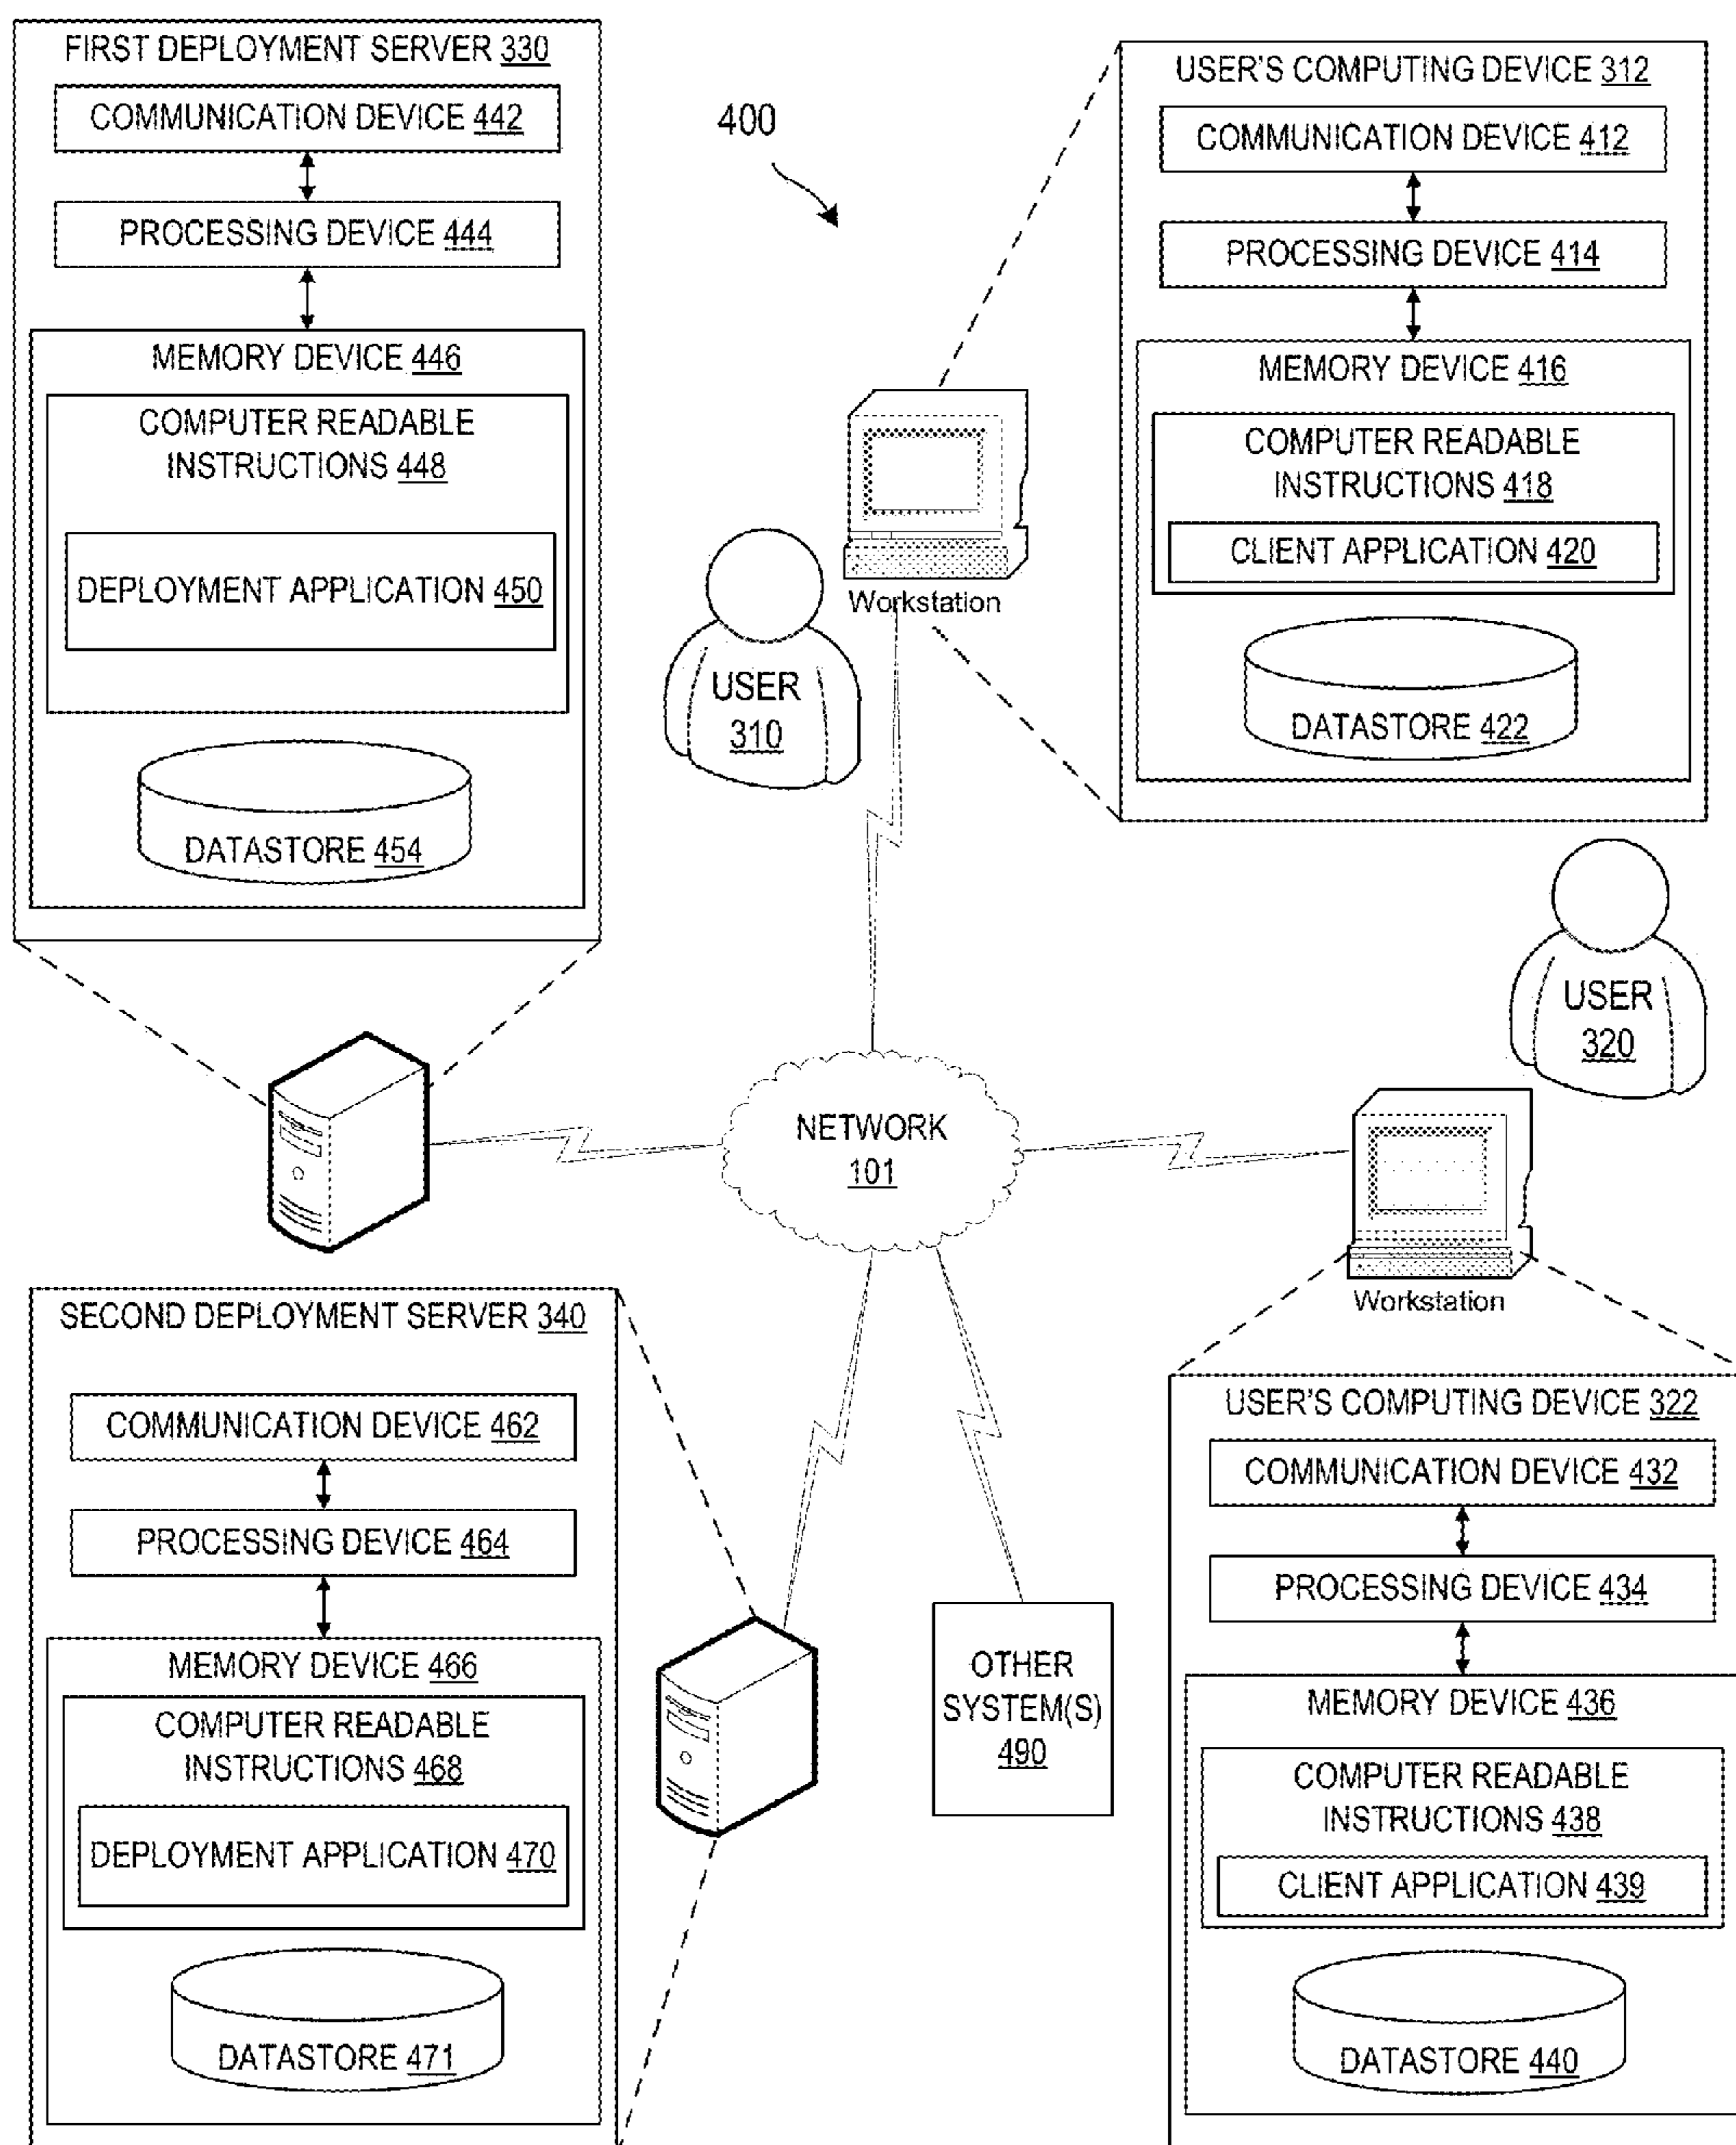 FIRST DEPLOYMENT SERVER 330
COMMUNICATION DEVICE 442
PROCESSING DEVICE 444
MEMORY DEVICE 446
COMPUTER READABLE
INSTRUCTIONS 448
DEPLOYMENT APPLICATION 450
DATASTORE 454
400
USER'S COMPUTING DEVICE 312
COMMUNICATION DEVICE 412
PROCESSING DEVICE 414
MEMORY DEVICE 416
COMPUTER READABLE
INSTRUCTIONS 418
CLIENT APPLICATION 420
DATASTORE 422
Workstation
USER
310
USER
320
NETWORK
101
Workstation
SECOND DEPLOYMENT SERVER 340
COMMUNICATION DEVICE 462
PROCESSING DEVICE 464
MEMORY DEVICE 466
COMPUTER READABLE
INSTRUCTIONS 468
DEPLOYMENT APPLICATION 470
DATASTORE 471
OTHER
SYSTEM(S)
490
USER'S COMPUTING DEVICE 322
COMMUNICATION DEVICE 432
PROCESSING DEVICE 434
MEMORY DEVICE 436
COMPUTER READABLE
INSTRUCTIONS 438
CLIENT APPLICATION 439
DATASTORE 440